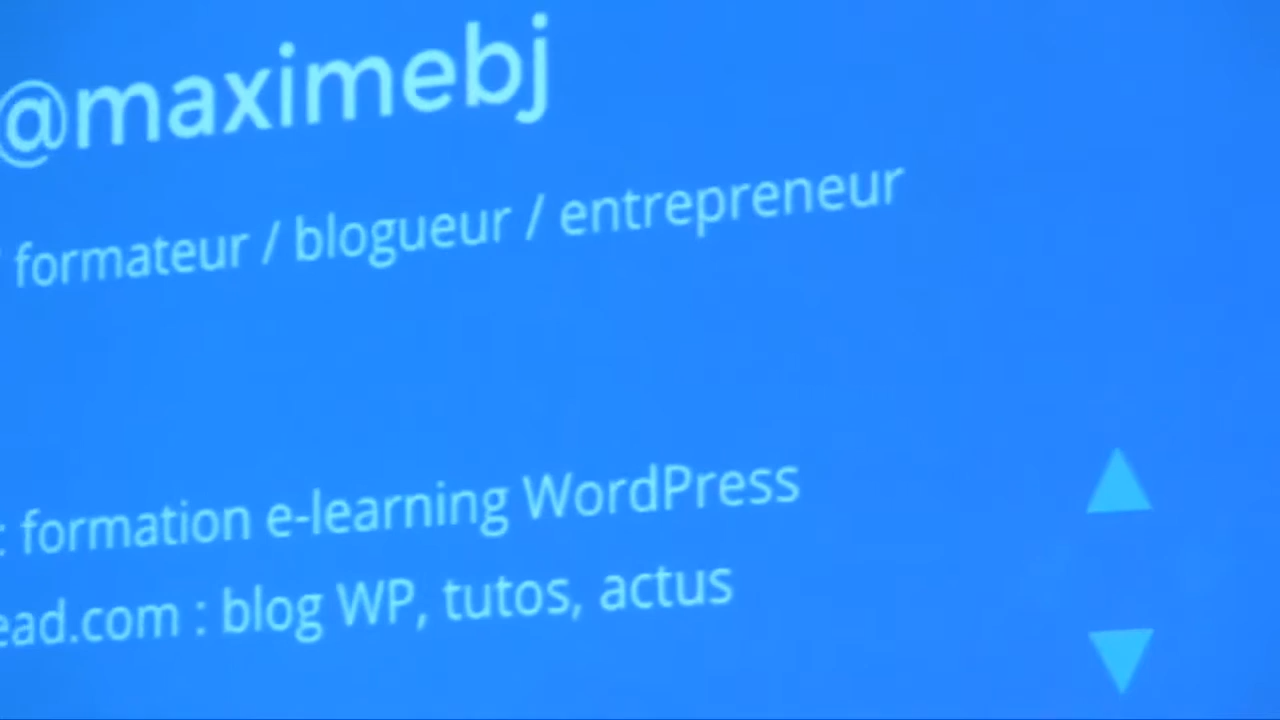 @maximebj
formateur / blogueur / entrepreneur
: formation e-learning WordPress
ead.com : blog WP, tutos, actus